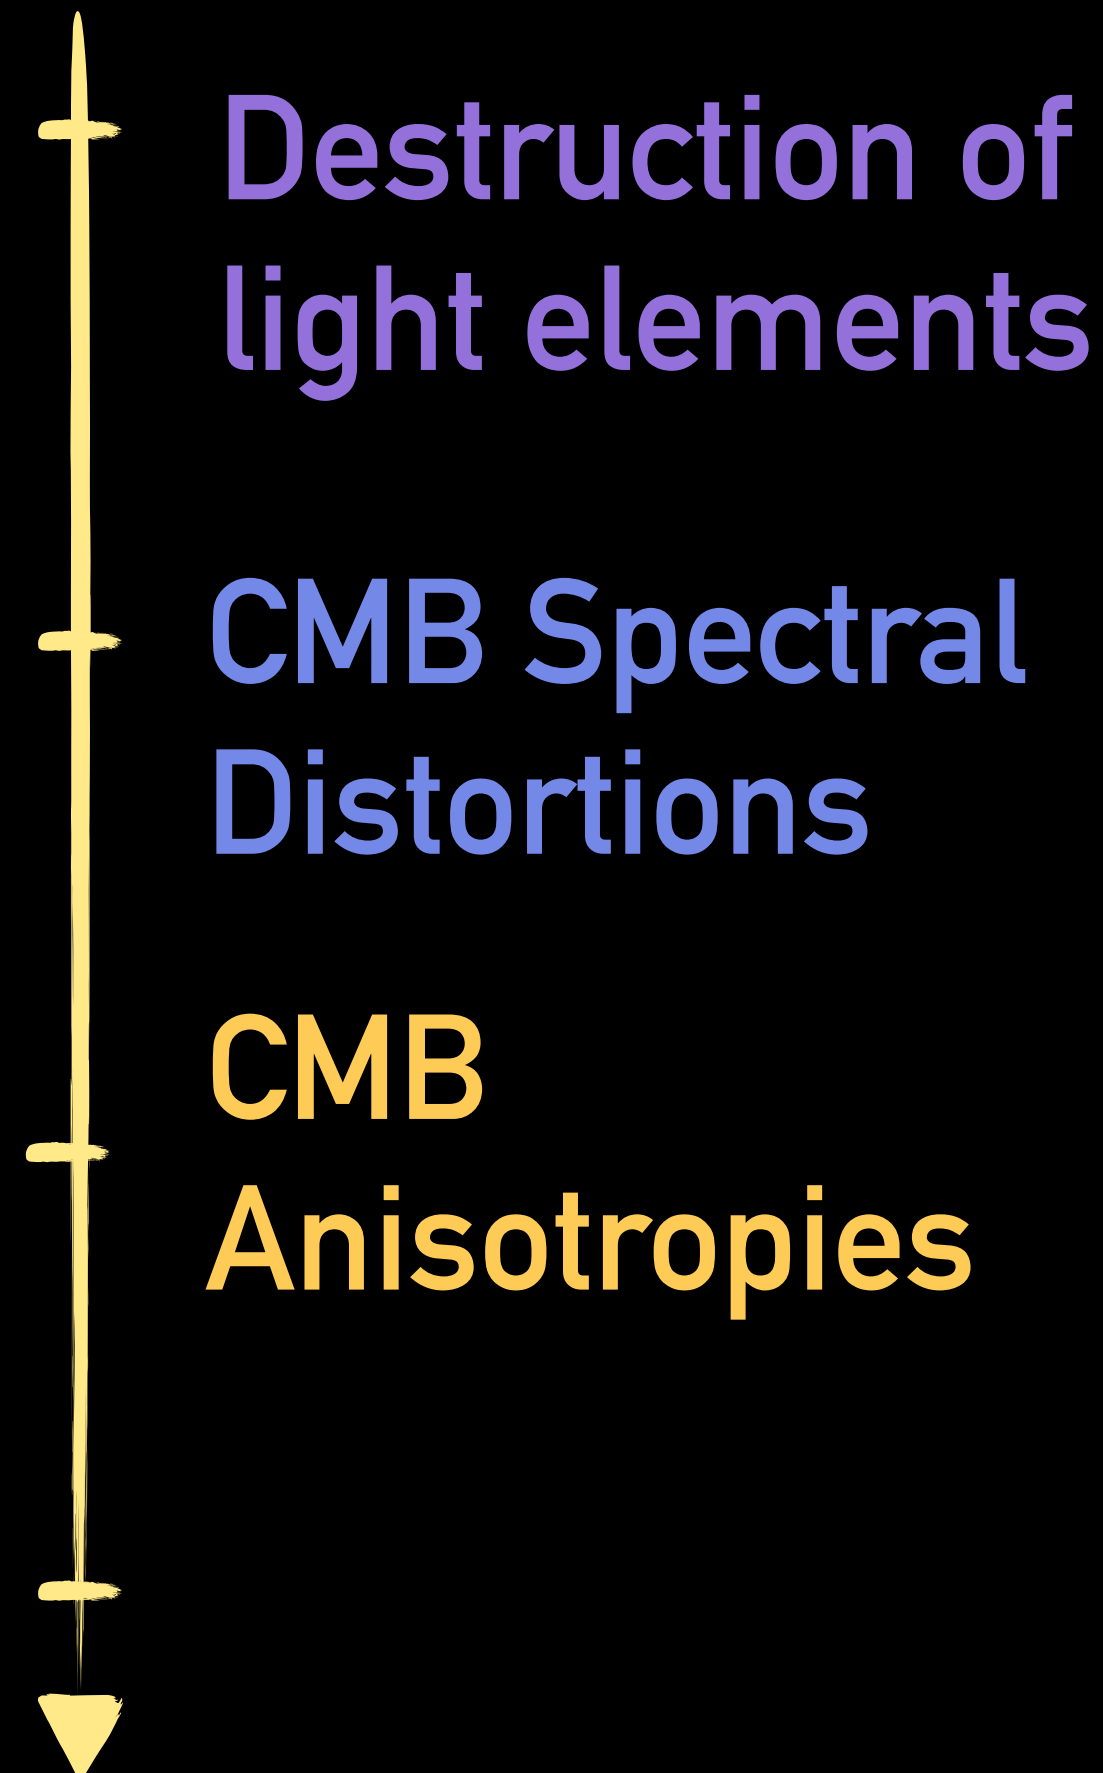 Destruction of
light elements
CMB Spectral
Distortions
CMB
Anisotropies